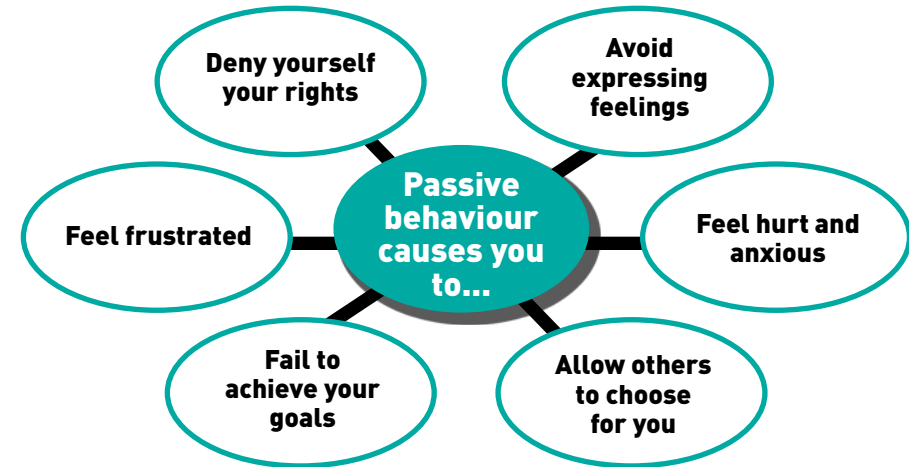 Deny yourself
your rights
Avoid
expressing
feelings
Passive
behaviour
causes you
to...
Feel frustrated
Feel hurt and
anxious
Fail to
achieve your
goals
Allow others
to choose
for you